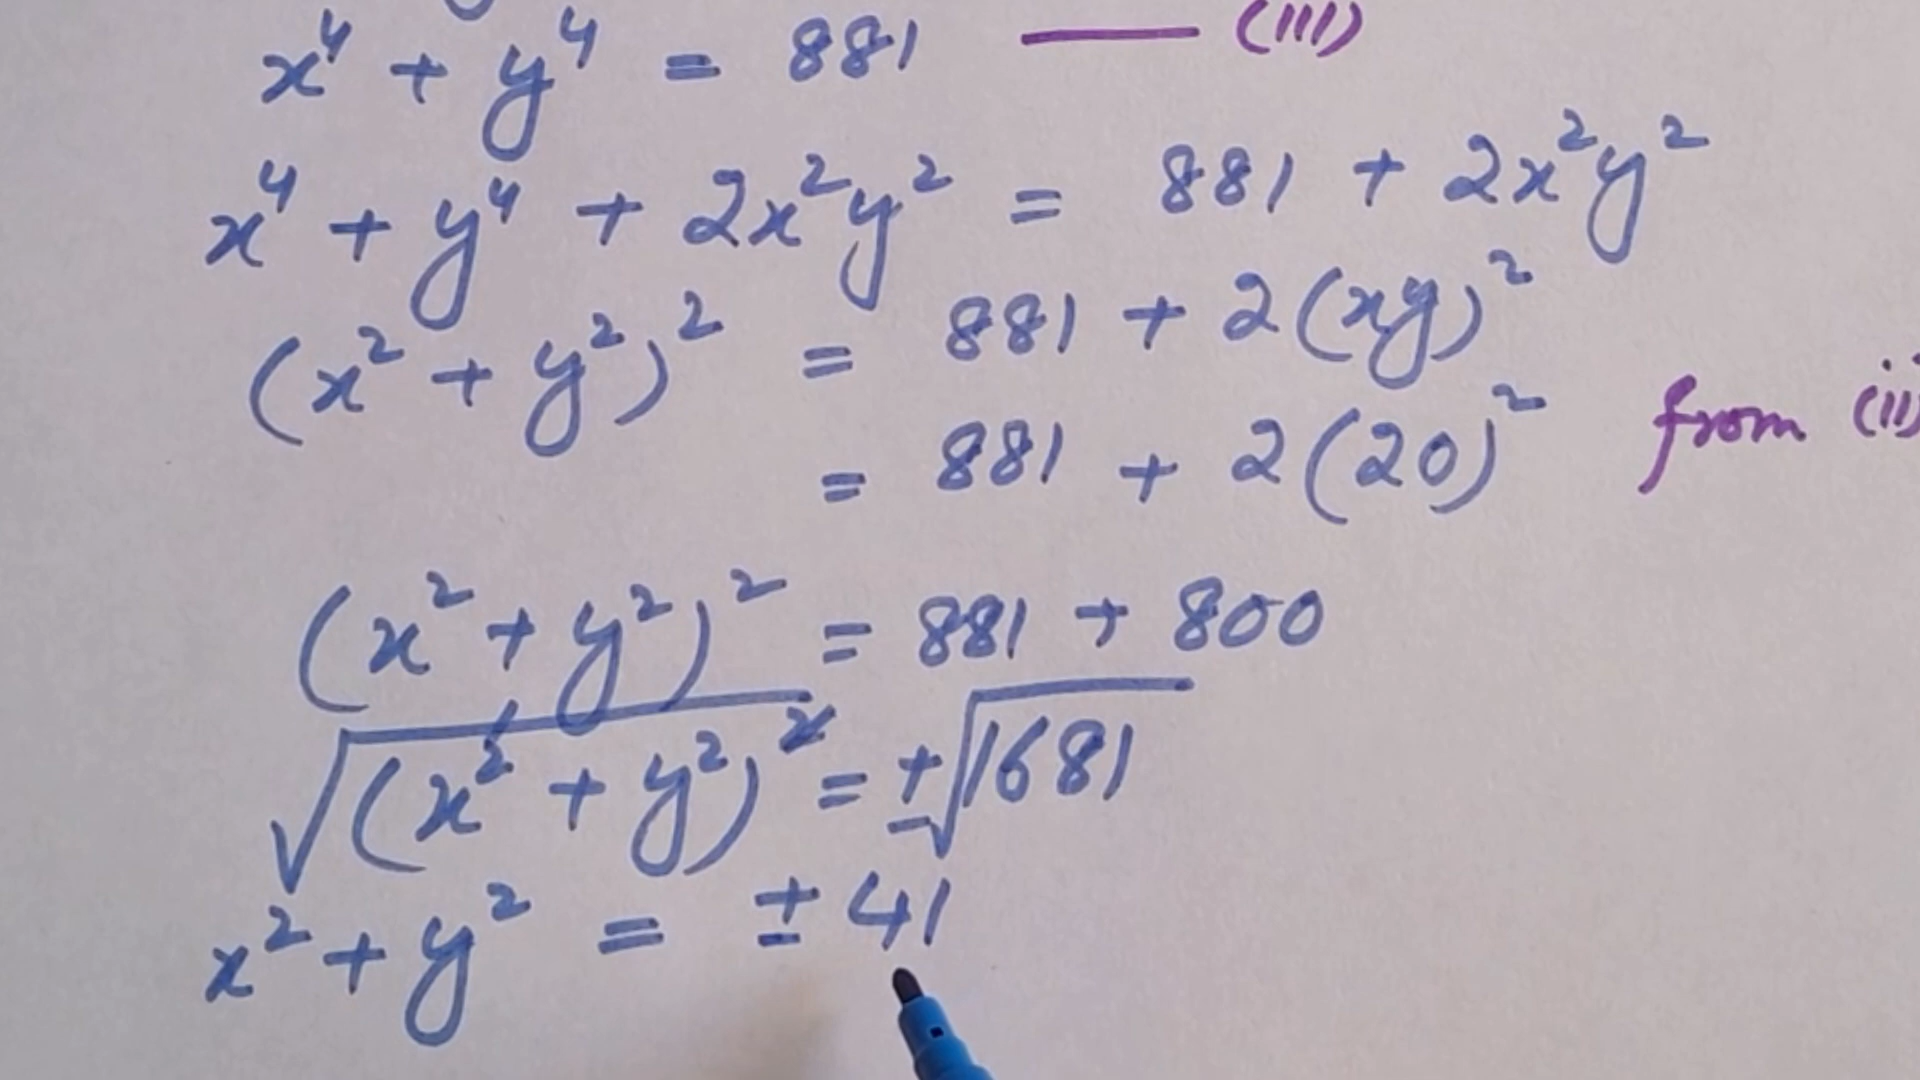 x⁴ + y⁴ = 881 —— (iii)
x⁴ + y⁴ + 2x²y² = 881 + 2x²y²
(x² + y²)² = 881 + 2(xy)²
= 881 + 2(20)² from (ii)
(x² + y²)² = 881 + 800
√(x² + y²)² = ±√1681
x² + y² = ± 41